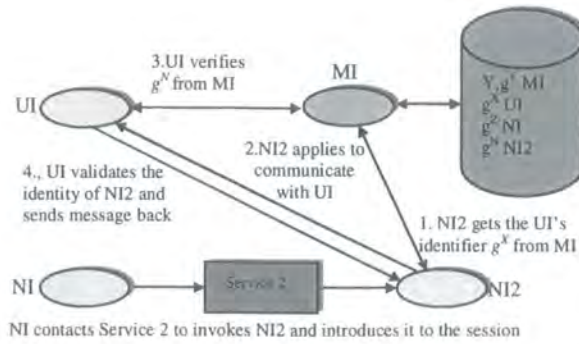 3.UI verifies
g^N from MI
MI
UI
Y, g^Y MI
g^X UI
g^Z NI
g^N NI2
2.NI2 applies to
communicate
with UI
4., UI validates the
identity of NI2 and
sends message back
1. NI2 gets the UI's
identifier g^X from MI
NI
Service 2
NI2
NI contacts Service 2 to invokes NI2 and introduces it to the session